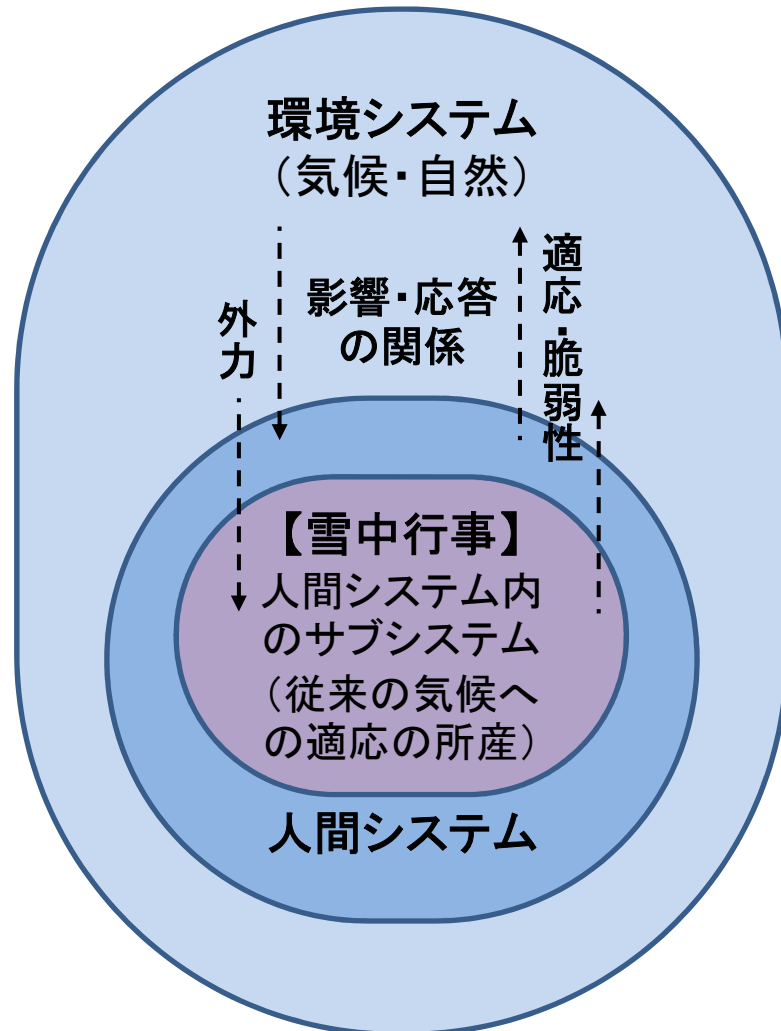 環境システム
（気候・自然）
影響・応答
の関係
外力
適応・脆弱性
【雪中行事】
人間システム内
のサブシステム
（従来の気候へ
の適応の所産）
人間システム